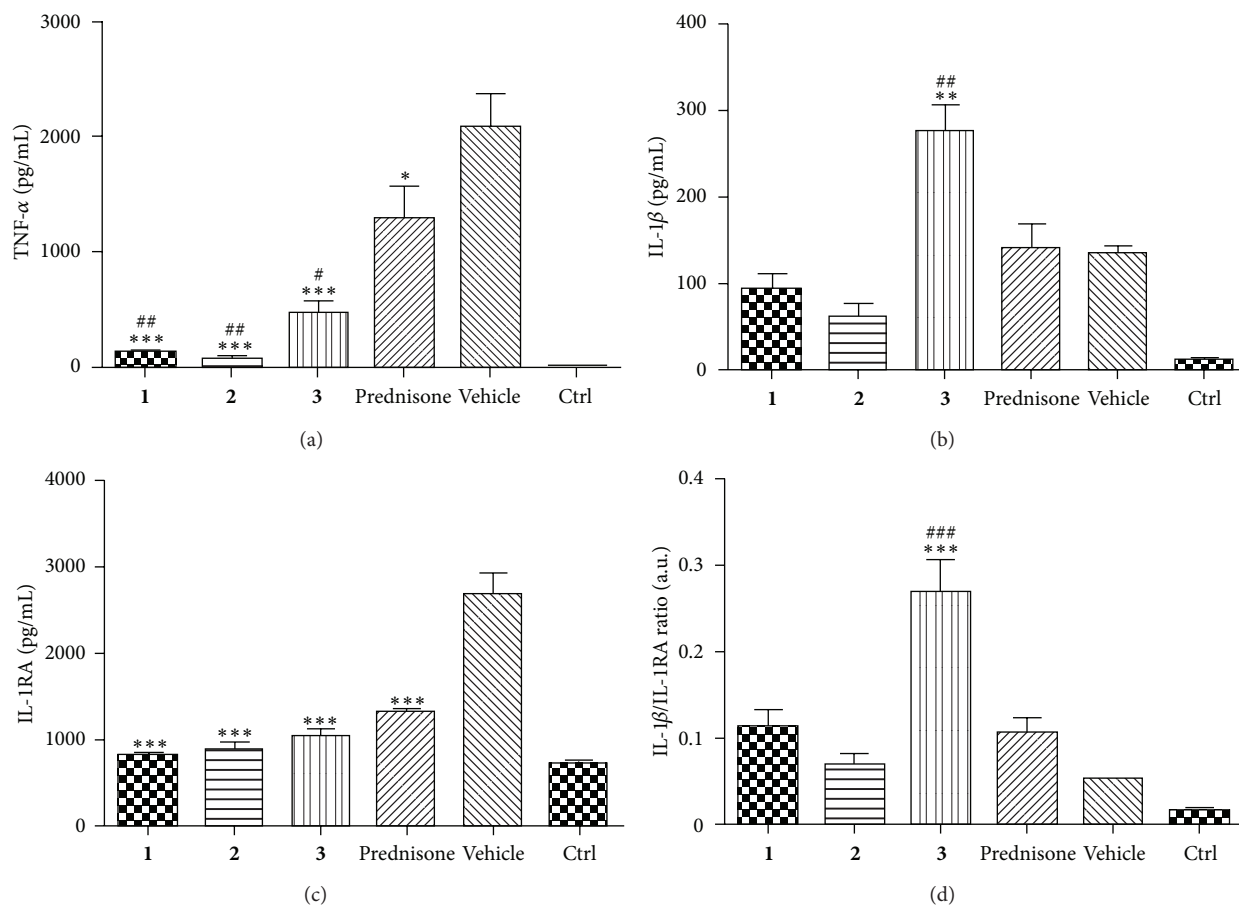 3000
2000
1000
0
TNF-α (pg/mL)
##
***
##
***
#
***
*
1 2 3 Prednisone Vehicle Ctrl
(a)
400
300
200
100
0
IL-1β (pg/mL)
##
**
1 2 3 Prednisone Vehicle Ctrl
(b)
4000
3000
2000
1000
0
IL-1RA (pg/mL)
***
***
***
***
1 2 3 Prednisone Vehicle Ctrl
(c)
0.4
0.3
0.2
0.1
0
IL-1β/IL-1RA ratio (a.u.)
###
***
1 2 3 Prednisone Vehicle Ctrl
(d)